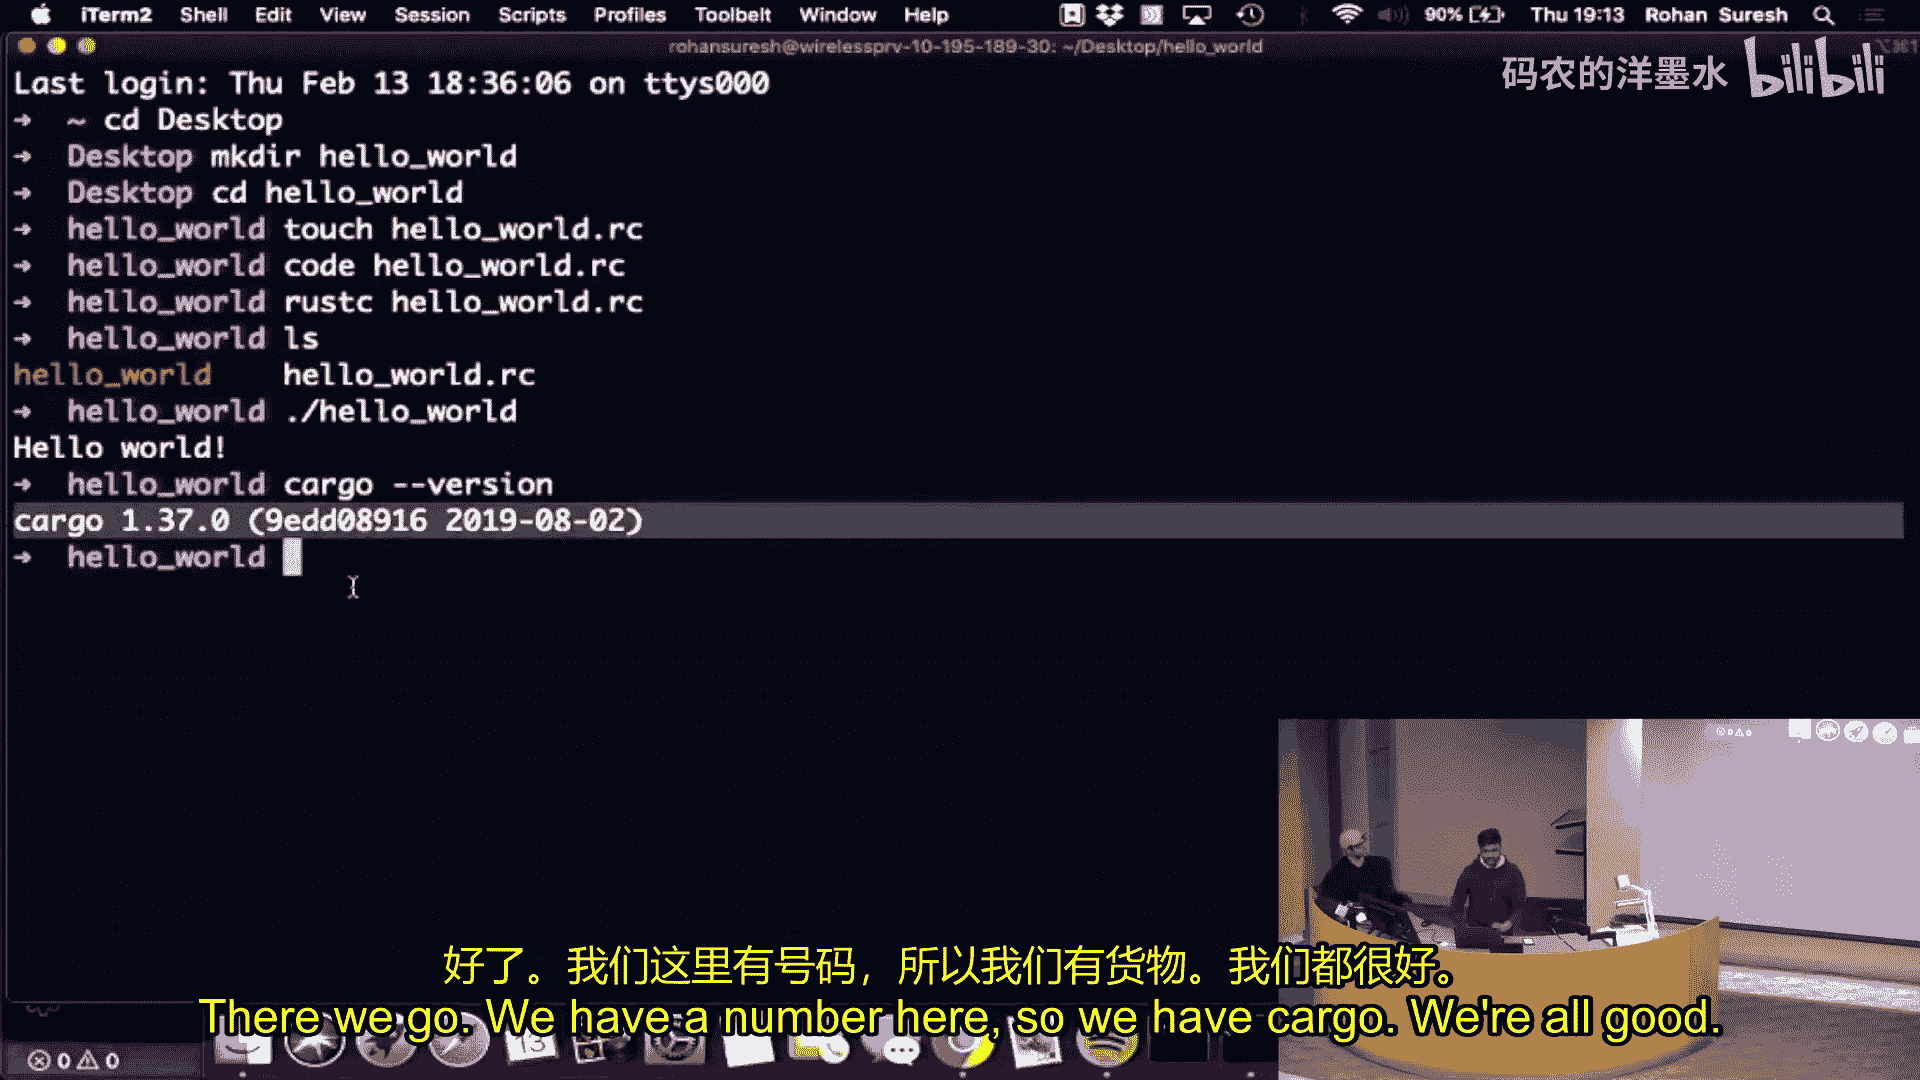 iTerm2 Shell Edit View Session Scripts Profiles Toolbelt Window Help 90% Thu 19:13 Rohan Suresh
rohansuresh@wirelessprv-10-195-189-30: ~/Desktop/hello_world
码农的洋墨水 bilibili
Last login: Thu Feb 13 18:36:06 on ttys000
→ ~ cd Desktop
→ Desktop mkdir hello_world
→ Desktop cd hello_world
→ hello_world touch hello_world.rc
→ hello_world code hello_world.rc
→ hello_world rustc hello_world.rc
→ hello_world ls
hello_world hello_world.rc
→ hello_world ./hello_world
Hello world!
→ hello_world cargo --version
cargo 1.37.0 (9edd08916 2019-08-02)
→ hello_world
好了。我们这里有号码，所以我们有货物。我们都很好。
There we go. We have a number here, so we have cargo. We're all good.
13
0 0